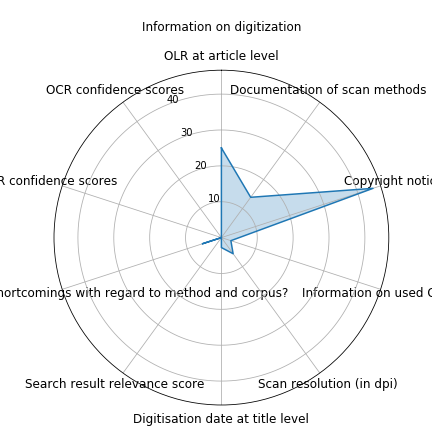 Information on digitization
OLR at article level
OCR confidence scores
Documentation of scan methods
40
30
20
10
R confidence scores
Copyright notic
hortcomings with regard to method and corpus?
Information on used
Search result relevance score
Scan resolution (in dpi)
Digitisation date at title level